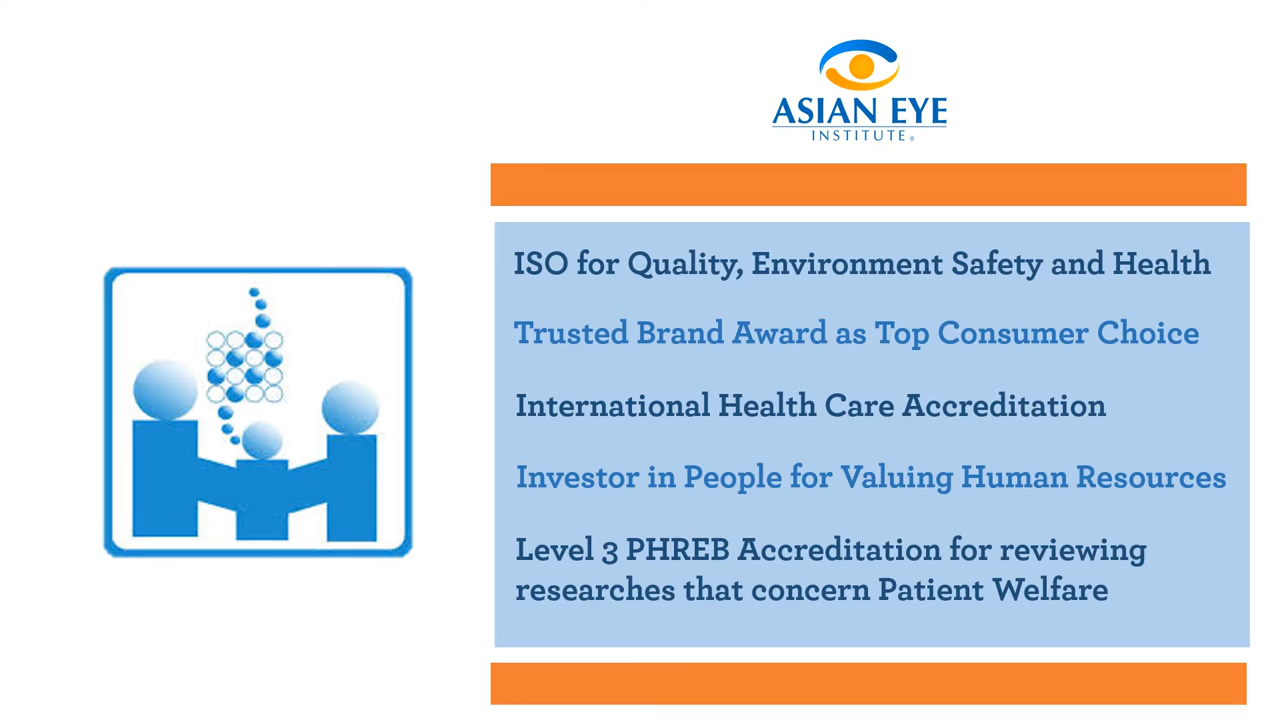 ASIAN EYE
INSTITUTE®
ISO for Quality, Environment Safety and Health
Trusted Brand Award as Top Consumer Choice
International Health Care Accreditation
Investor in People for Valuing Human Resources
Level 3 PHREB Accreditation for reviewing
researches that concern Patient Welfare